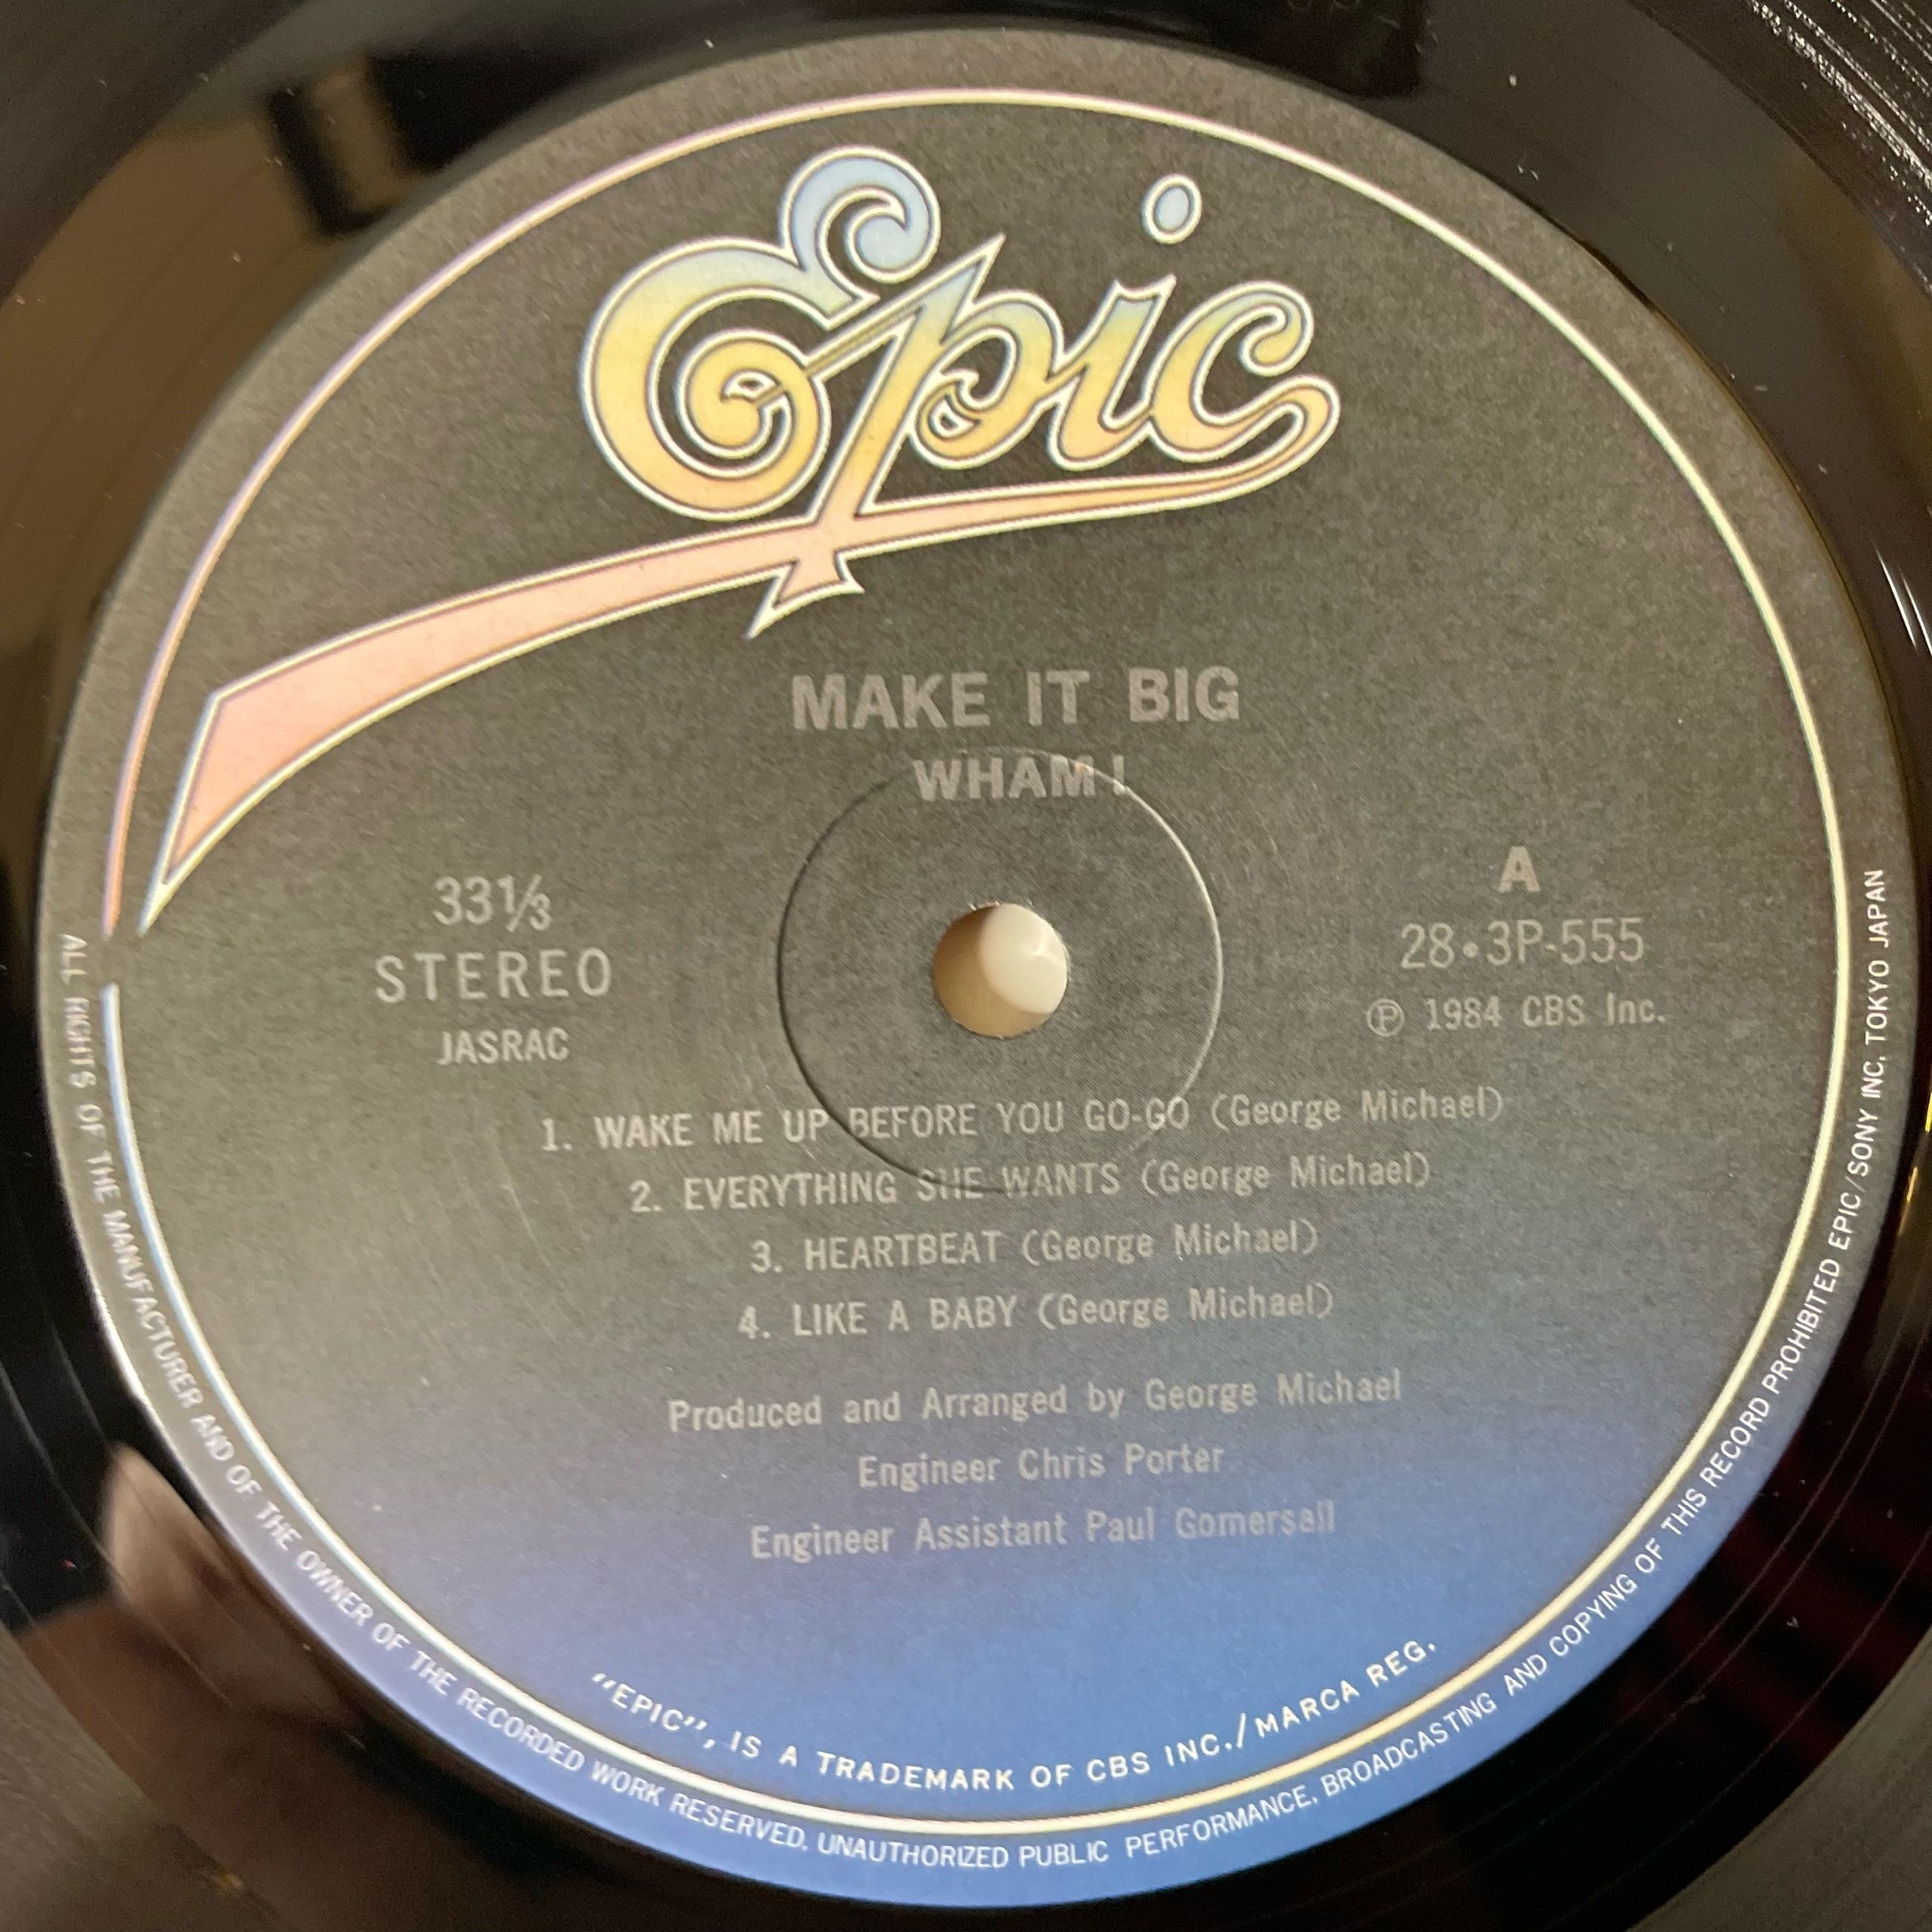 Epic
MAKE IT BIG
WHAM!
33⅓
STEREO
JASRAC
A
28•3P-555
Ⓟ 1984 CBS Inc.
1. WAKE ME UP BEFORE YOU GO-GO (George Michael)
2. EVERYTHING SHE WANTS (George Michael)
3. HEARTBEAT (George Michael)
4. LIKE A BABY (George Michael)
Produced and Arranged by George Michael
Engineer Chris Porter
Engineer Assistant Paul Gomersall
"EPIC", IS A TRADEMARK OF CBS INC./MARCA REG.
ALL RIGHTS OF THE MANUFACTURER AND OF THE OWNER OF THE RECORDED WORK RESERVED. UNAUTHORIZED PUBLIC PERFORMANCE, BROADCASTING AND COPYING OF THIS RECORD PROHIBITED EPIC/SONY INC. TOKYO JAPAN